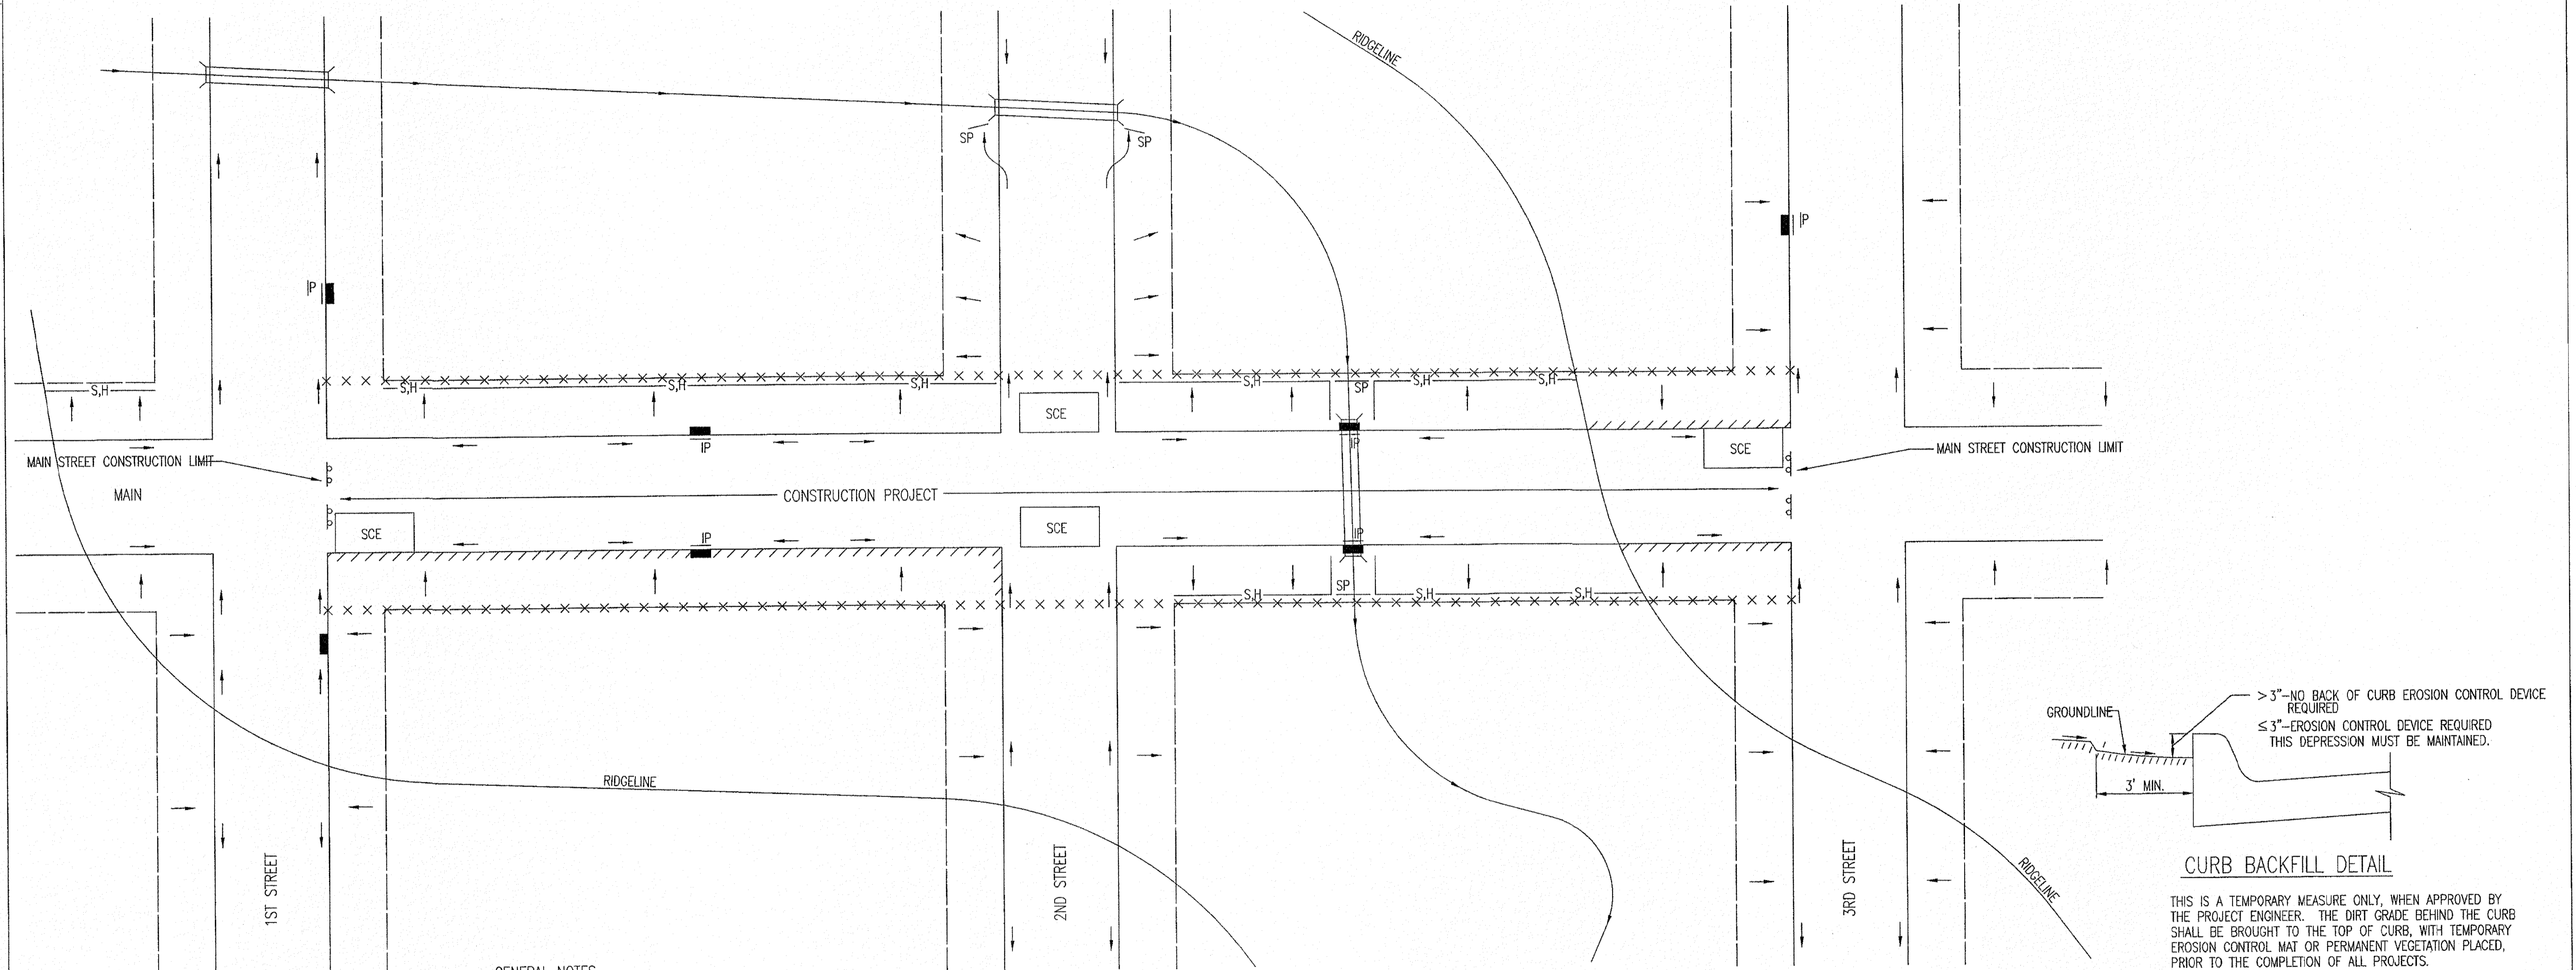 RIDGELINE
SP
SP
IP
IP
S,H
S,H
S,H
S,H
S,H
SP
S,H
S,H
SCE
IP
IP
SCE
MAIN STREET CONSTRUCTION LIMIT
MAIN STREET CONSTRUCTION LIMIT
MAIN
CONSTRUCTION PROJECT
SCE
SCE
IP
IP
S,H
SP
S,H
S,H
RIDGELINE
1ST STREET
2ND STREET
3RD STREET
RIDGELINE
GROUNDLINE
>3"-NO BACK OF CURB EROSION CONTROL DEVICE
REQUIRED
≤3"-EROSION CONTROL DEVICE REQUIRED
THIS DEPRESSION MUST BE MAINTAINED.
3' MIN.
CURB BACKFILL DETAIL
THIS IS A TEMPORARY MEASURE ONLY, WHEN APPROVED BY
THE PROJECT ENGINEER. THE DIRT GRADE BEHIND THE CURB
SHALL BE BROUGHT TO THE TOP OF CURB, WITH TEMPORARY
EROSION CONTROL MAT OR PERMANENT VEGETATION PLACED,
PRIOR TO THE COMPLETION OF ALL PROJECTS.
GENERAL NOTES